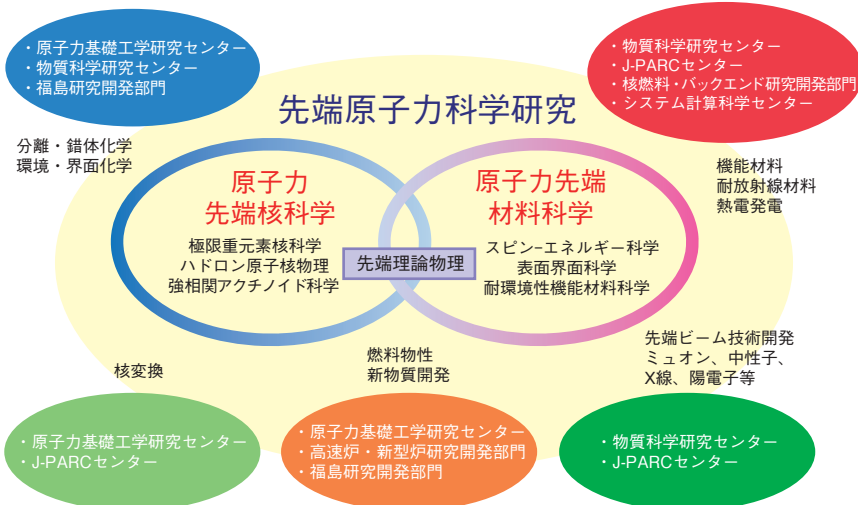 ・原子力基礎工学研究センター
・物質科学研究センター
・福島研究開発部門
・物質科学研究センター
・J-PARCセンター
・核燃料・バックエンド研究開発部門
・システム計算科学センター
先端原子力科学研究
分離・錯体化学
環境・界面化学
機能材料
耐放射線材料
熱電発電
原子力
先端核科学
極限重元素核科学
ハドロン原子核物理
強相関アクチノイド科学
先端理論物理
原子力先端
材料科学
スピン−エネルギー科学
表面界面科学
耐環境性機能材料科学
核変換
燃料物性
新物質開発
先端ビーム技術開発
ミュオン、中性子、
X線、陽電子等
・原子力基礎工学研究センター
・J-PARCセンター
・原子力基礎工学研究センター
・高速炉・新型炉研究開発部門
・福島研究開発部門
・物質科学研究センター
・J-PARCセンター